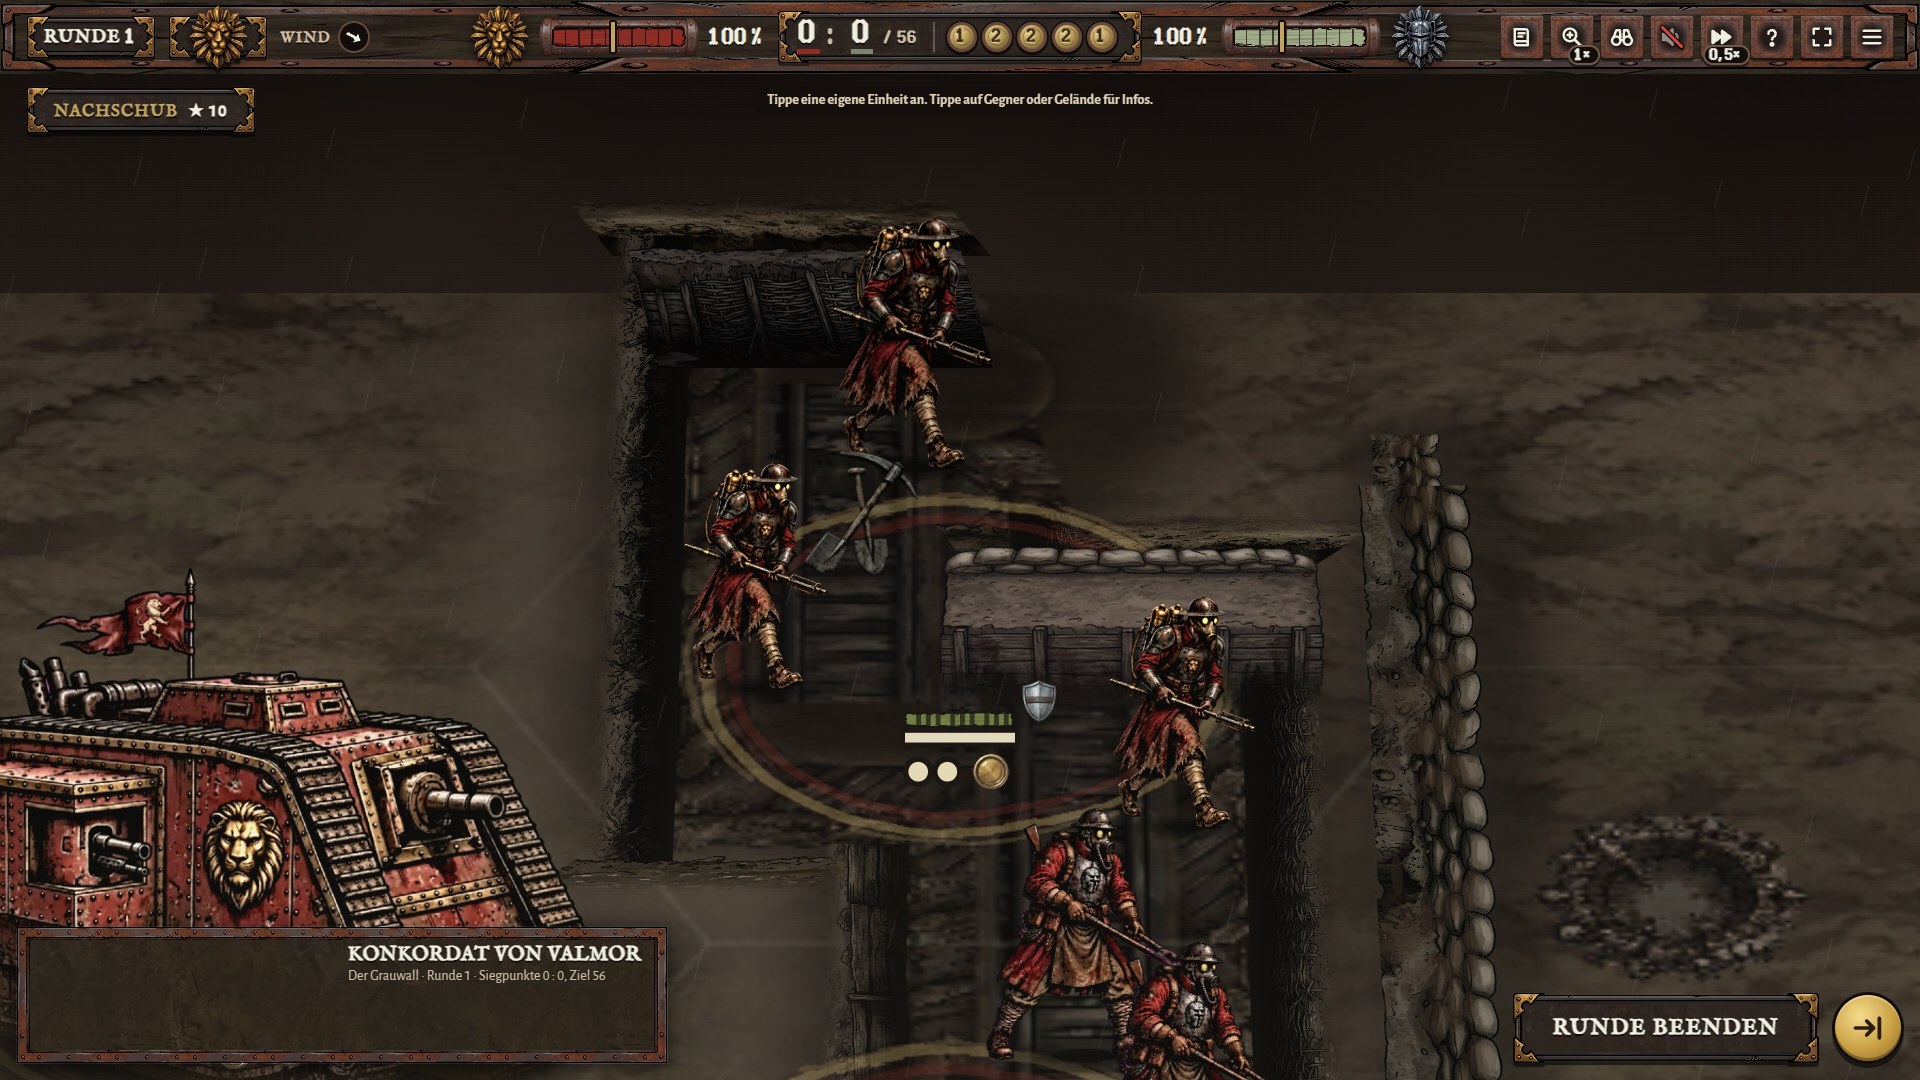 RUNDE 1
WIND
100 %
0 : 0 / 56
1 2 2 2 1
100 %
1×
0,5×
?
NACHSCHUB ★ 10
Tippe eine eigene Einheit an. Tippe auf Gegner oder Gelände für Infos.
KONKORDAT VON VALMOR
Der Grauwall · Runde 1 · Siegpunkte 0 : 0, Ziel 56
RUNDE BEENDEN